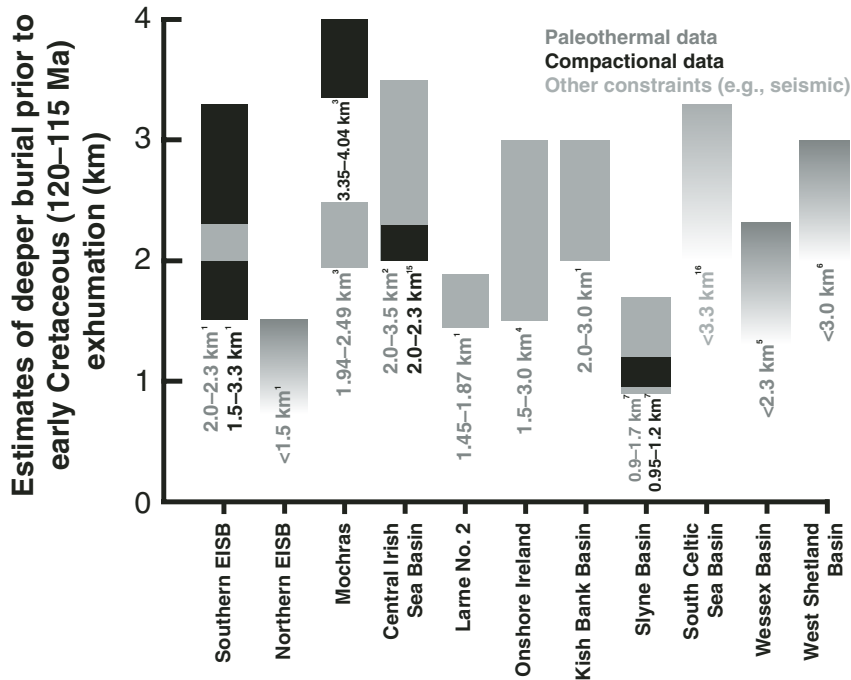 Estimates of deeper burial prior to
early Cretaceous (120–115 Ma)
exhumation (km)
4
3
2
1
0
Paleothermal data
Compactional data
Other constraints (e.g., seismic)
2.0–2.3 km¹
1.5–3.3 km¹
<1.5 km¹
3.35–4.04 km³
1.94–2.49 km³
2.0–3.5 km²
2.0–2.3 km¹⁵
1.45–1.87 km¹
1.5–3.0 km⁴
2.0–3.0 km¹
0.9–1.7 km⁷
0.95–1.2 km⁷
<3.3 km¹⁶
<2.3 km⁵
<3.0 km⁶
Southern EISB
Northern EISB
Mochras
Central Irish
Sea Basin
Larne No. 2
Onshore Ireland
Kish Bank Basin
Slyne Basin
South Celtic
Sea Basin
Wessex Basin
West Shetland
Basin